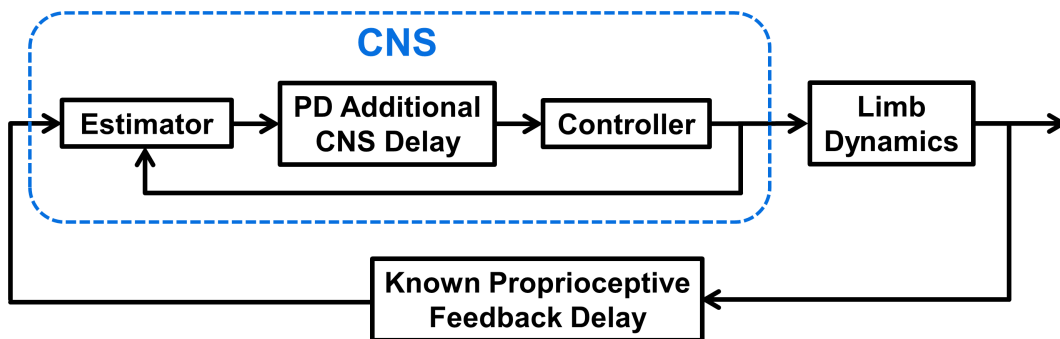 CNS
Estimator
PD Additional
CNS Delay
Controller
Limb
Dynamics
Known Proprioceptive
Feedback Delay